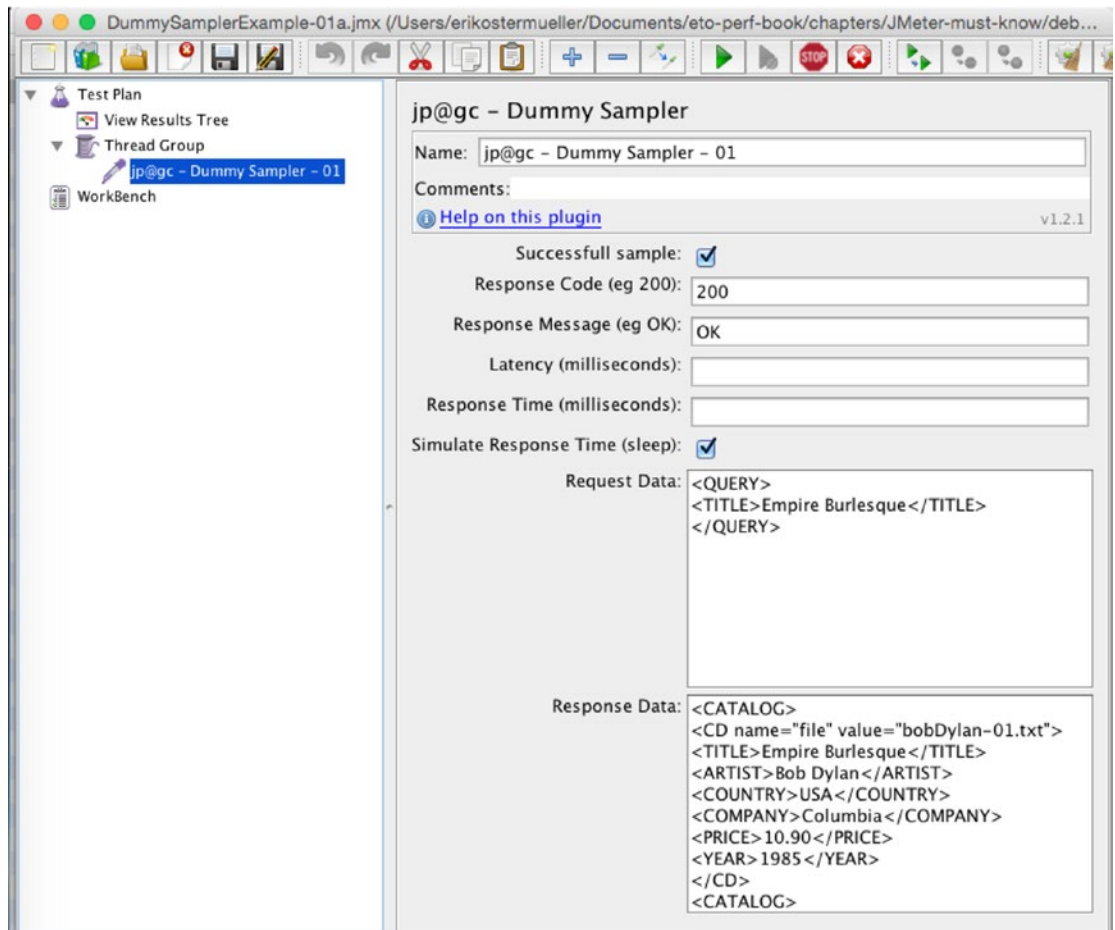 DummySamplerExample-01a.jmx (/Users/erikostermueller/Documents/eto-perf-book/chapters/JMeter-must-know/deb...
STOP
Test Plan
View Results Tree
Thread Group
jp@gc - Dummy Sampler - 01
WorkBench
jp@gc - Dummy Sampler
Name: jp@gc - Dummy Sampler - 01
Comments:
Help on this plugin v1.2.1
Successfull sample:
Response Code (eg 200): 200
Response Message (eg OK): OK
Latency (milliseconds):
Response Time (milliseconds):
Simulate Response Time (sleep):
Request Data: <QUERY>
<TITLE>Empire Burlesque</TITLE>
</QUERY>
Response Data: <CATALOG>
<CD name="file" value="bobDylan-01.txt">
<TITLE>Empire Burlesque</TITLE>
<ARTIST>Bob Dylan</ARTIST>
<COUNTRY>USA</COUNTRY>
<COMPANY>Columbia</COMPANY>
<PRICE>10.90</PRICE>
<YEAR>1985</YEAR>
</CD>
<CATALOG>